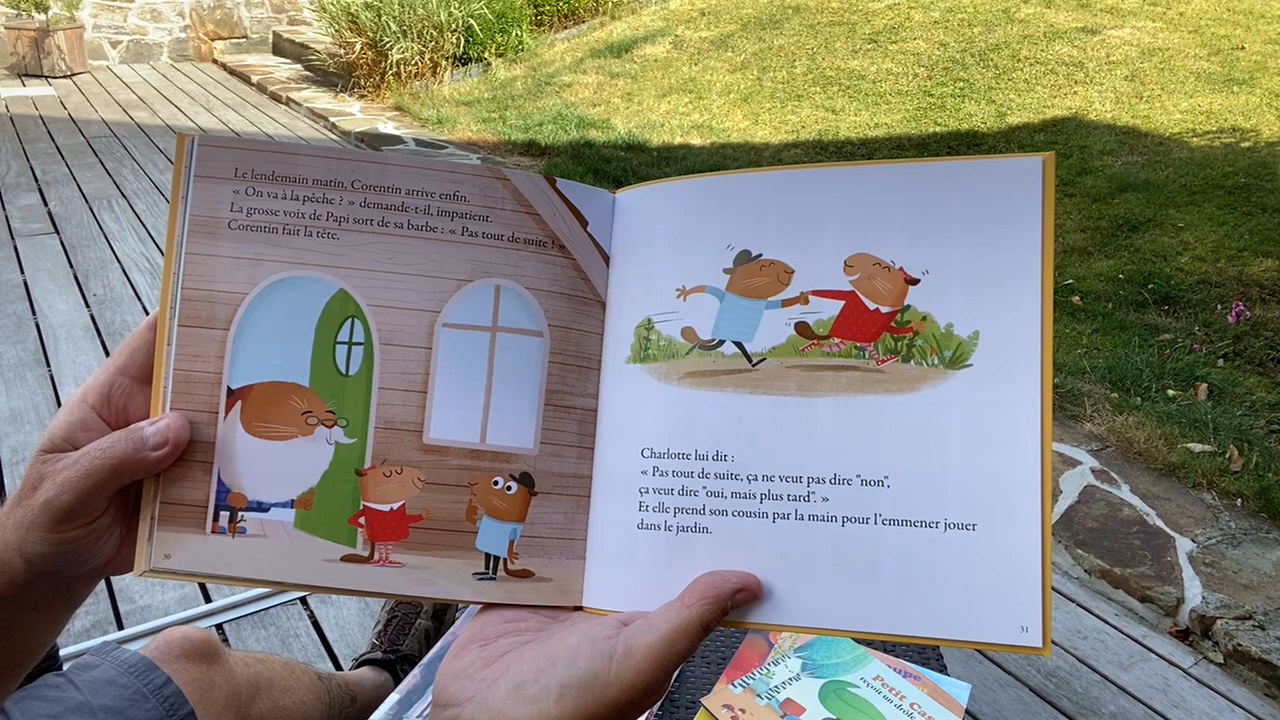 Le lendemain matin, Corentin arrive enfin.
« On va à la pêche ? » demande-t-il, impatient.
La grosse voix de Papi sort de sa barbe : « Pas tout de suite ! »
Corentin fait la tête.
30
Charlotte lui dit :
« Pas tout de suite, ça ne veut pas dire "non",
ça veut dire "oui, mais plus tard". »
Et elle prend son cousin par la main pour l'emmener jouer
dans le jardin.
31
Petit
reçoit un drôle